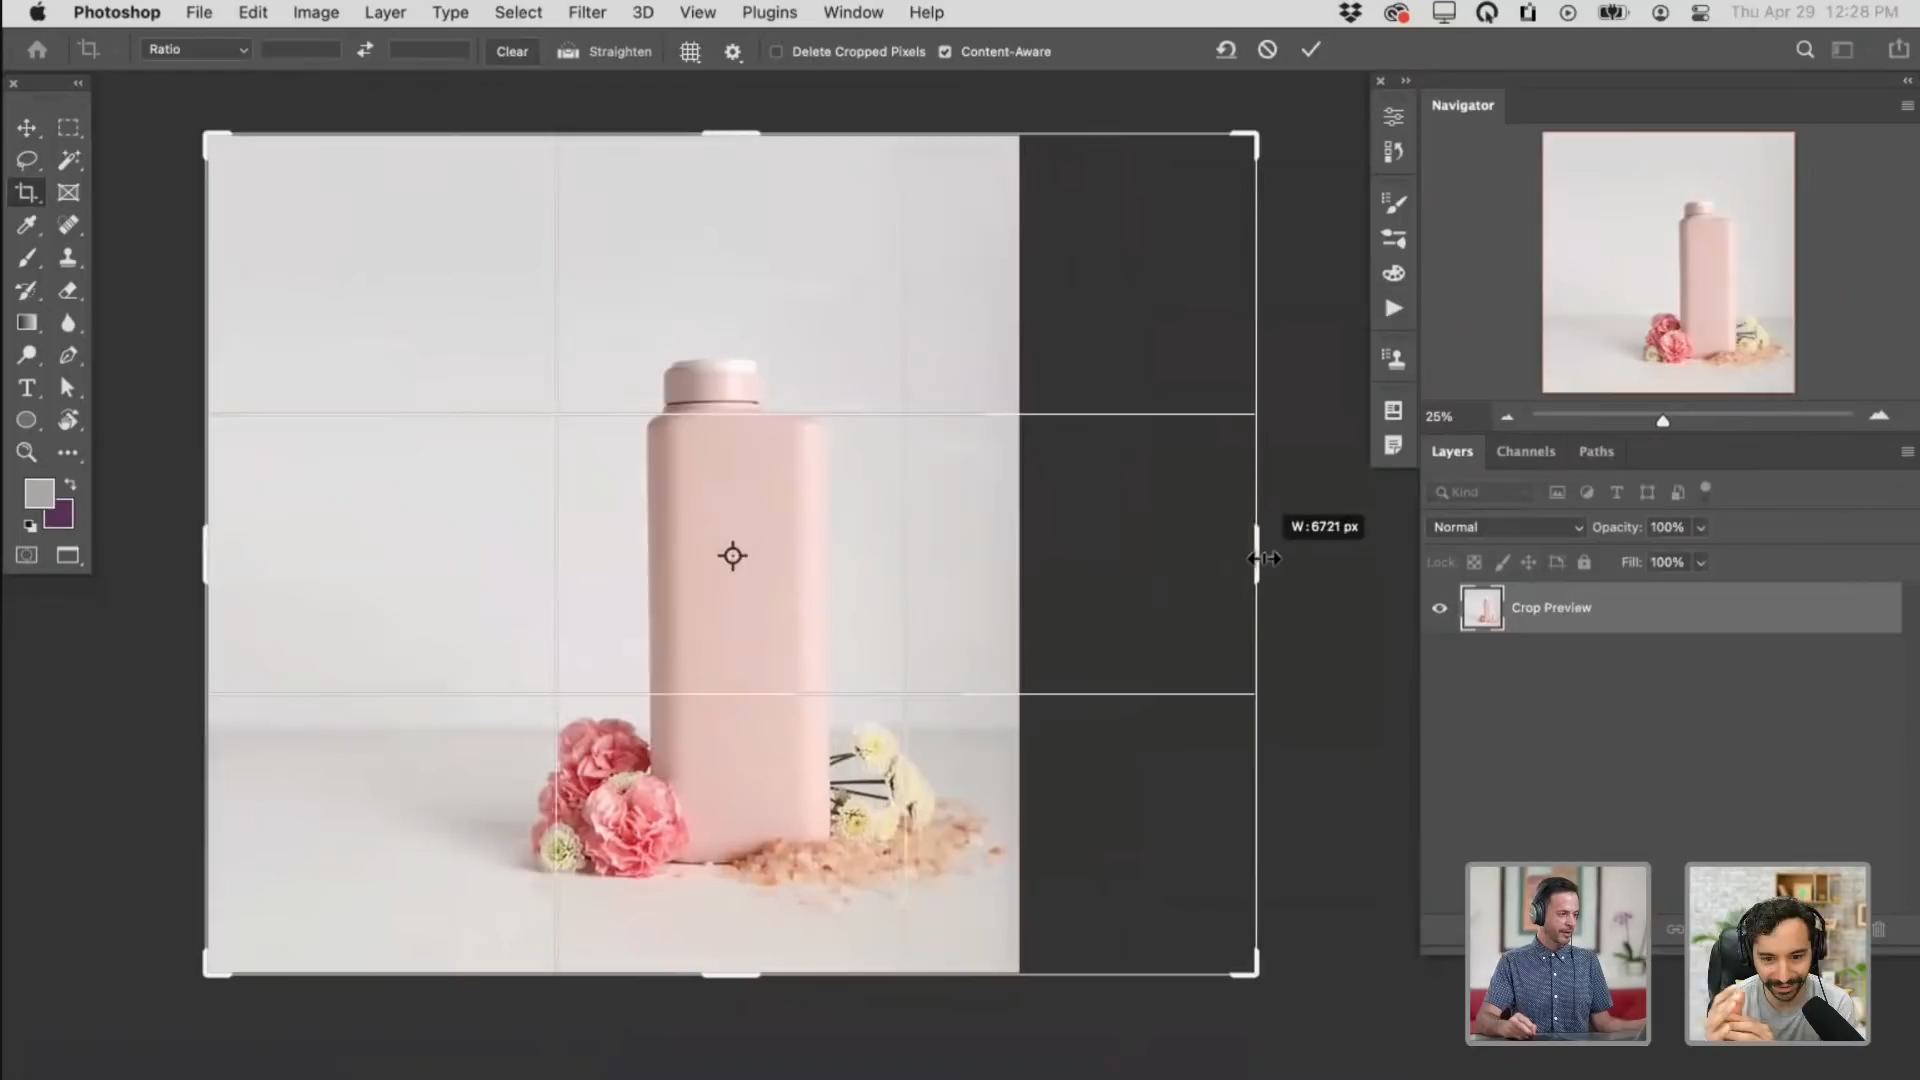 Photoshop File Edit Image Layer Type Select Filter 3D View Plugins Window Help Thu Apr 29 12:28 PM
Ratio Clear Straighten Delete Cropped Pixels Content-Aware
Navigator
25%
Layers Channels Paths
Kind
Normal Opacity: 100%
Lock: Fill: 100%
Crop Preview
W: 6721 px